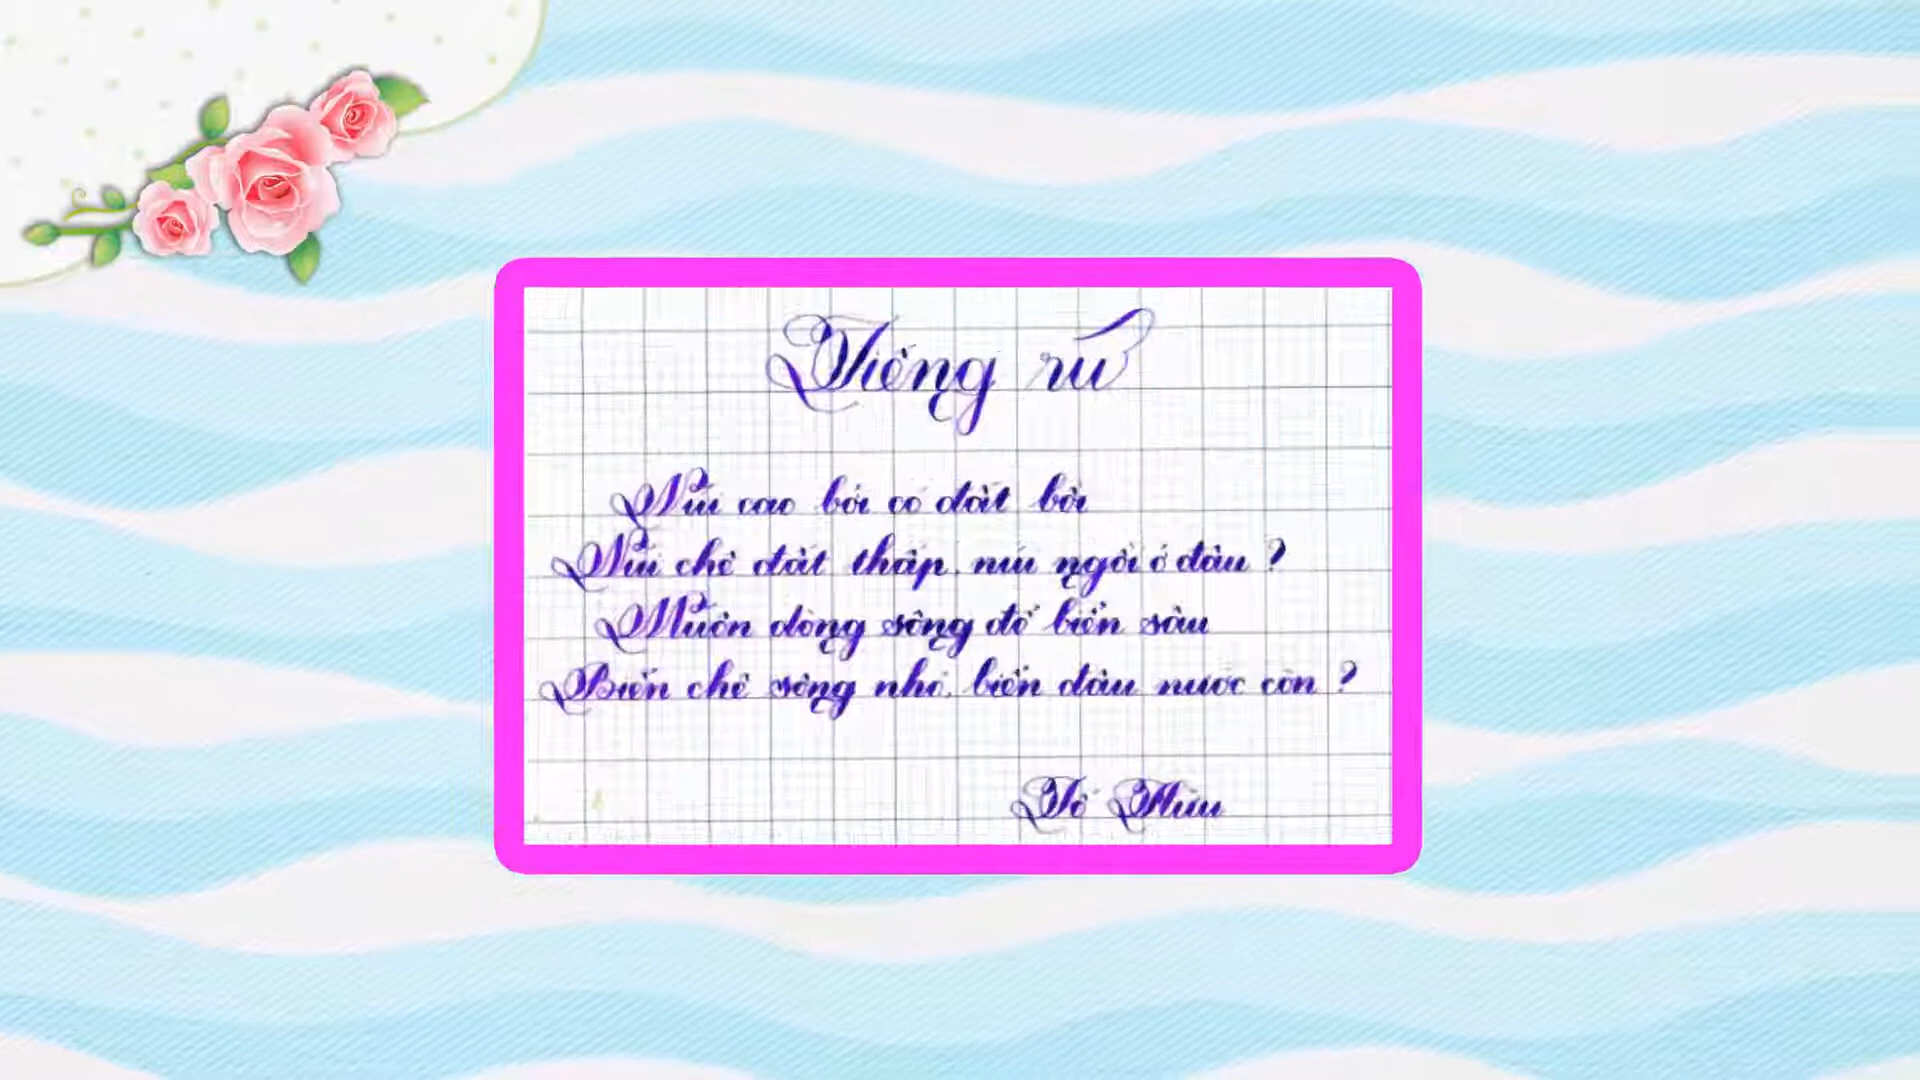 Tiếng ru
Núi cao bởi có đất bồi
Núi chê đất thấp, núi ngồi ở đâu ?
Muôn dòng sông đổ biển sâu
Biển chê sông nhỏ, biển đâu nước còn ?
Tố Hữu